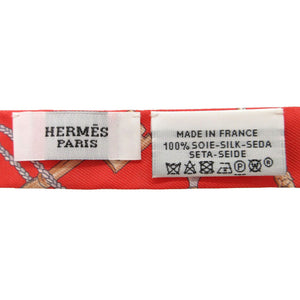 HERMÈS
PARIS
MADE IN FRANCE
100% SOIE-SILK-SEDA
SETA-SEIDE